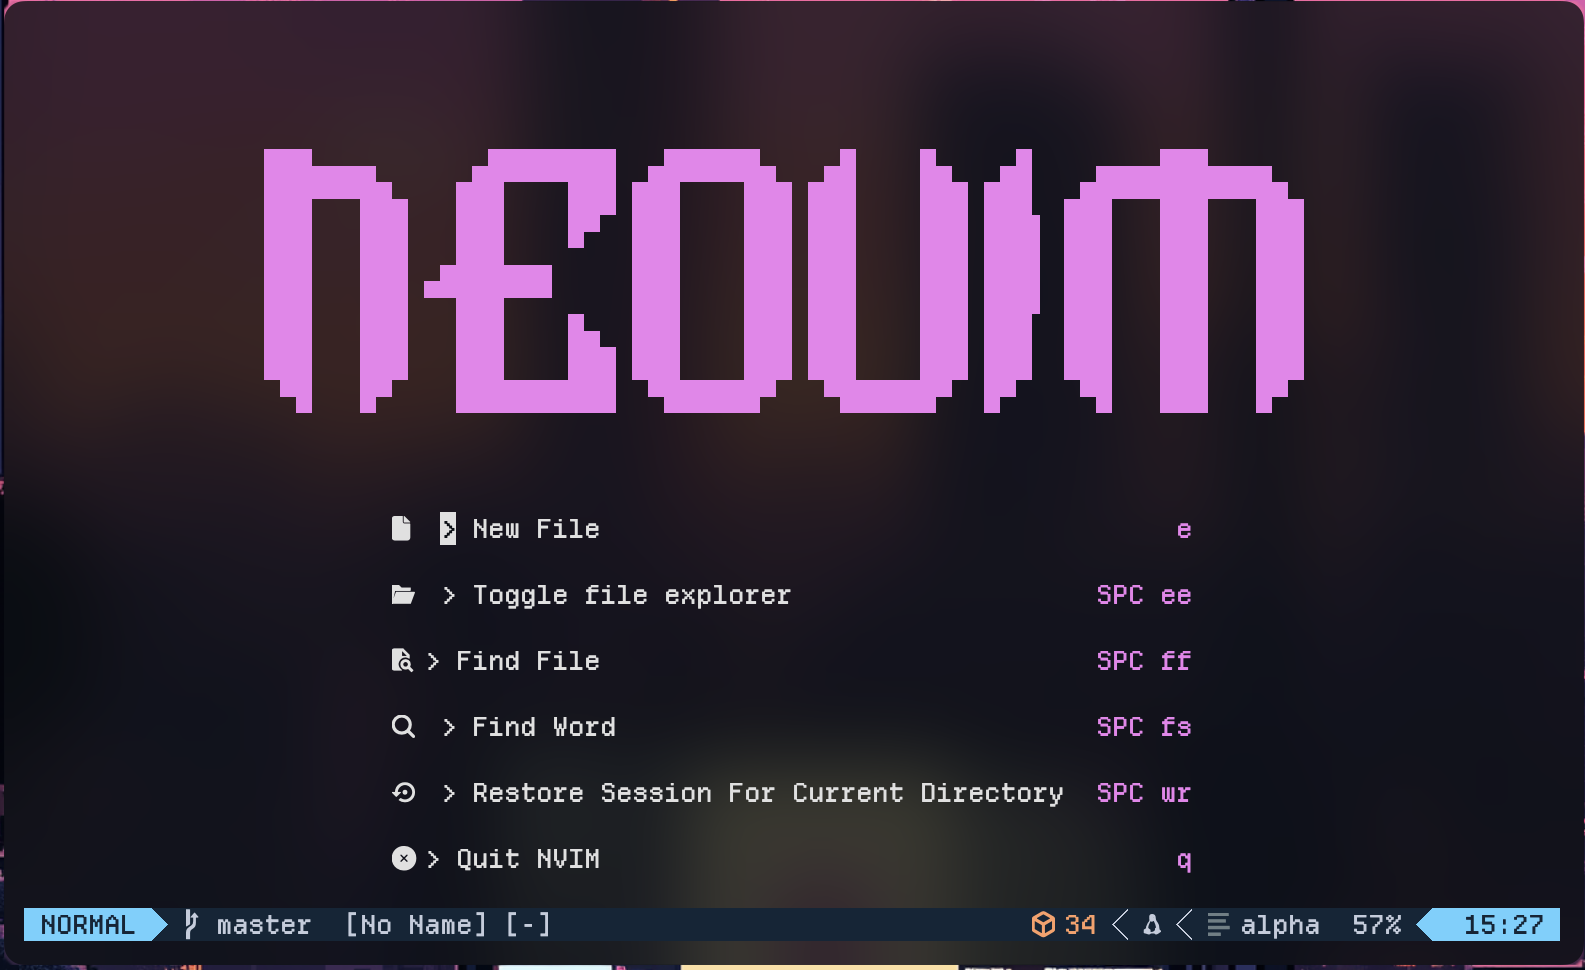 NEOVIM
> New File e
> Toggle file explorer SPC ee
> Find File SPC ff
> Find Word SPC fs
> Restore Session For Current Directory SPC wr
> Quit NVIM q
NORMAL master [No Name] [-] 34 alpha 57% 15:27